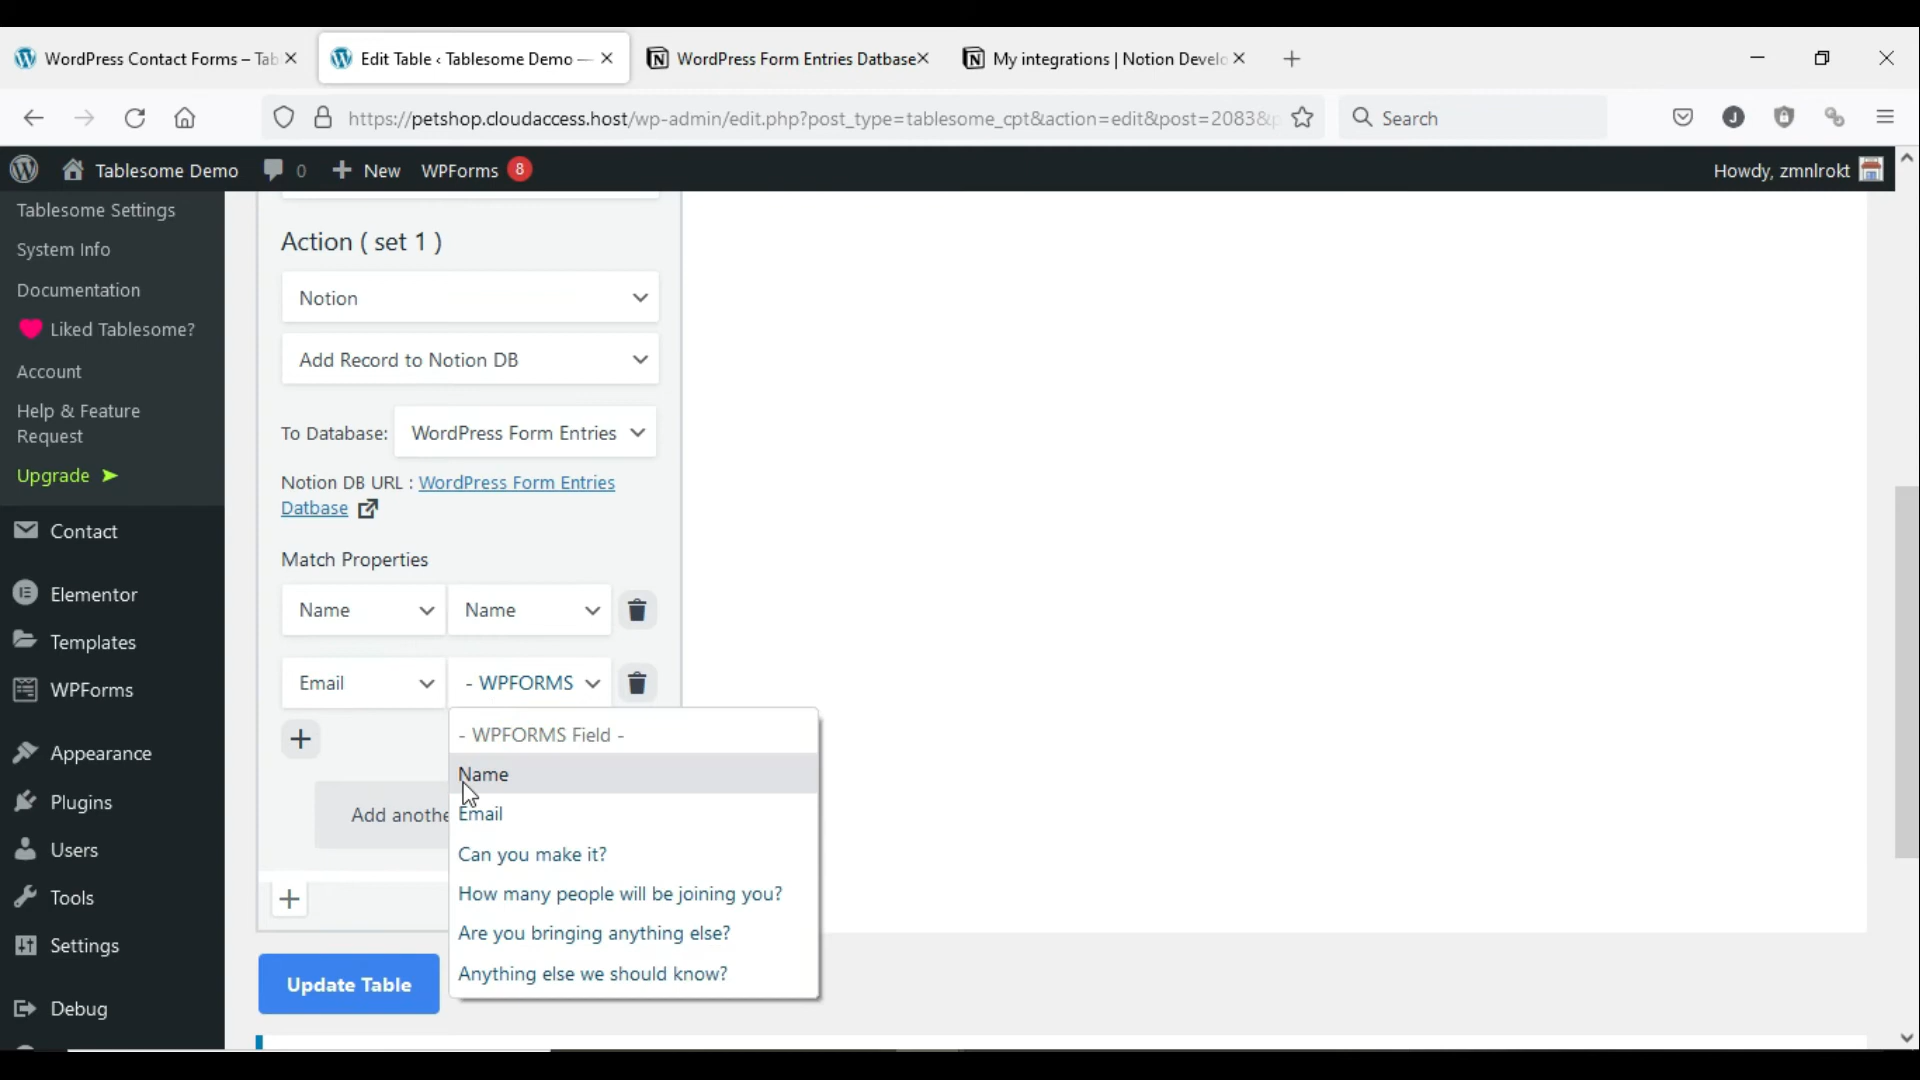 WordPress Contact Forms – Tab
Edit Table ‹ Tablesome Demo —
WordPress Form Entries Datbase
My integrations | Notion Develo
https://petshop.cloudaccess.host/wp-admin/edit.php?post_type=tablesome_cpt&action=edit&post=2083&p
Search
J
Tablesome Demo
0
New
WPForms
8
Howdy, zmnlrokt
Tablesome Settings
System Info
Documentation
Liked Tablesome?
Account
Help & Feature
Request
Upgrade ➤
Contact
Elementor
Templates
WPForms
Appearance
Plugins
Users
Tools
Settings
Debug
Action ( set 1 )
Notion
Add Record to Notion DB
To Database:
WordPress Form Entries
Notion DB URL : WordPress Form Entries
Datbase
Match Properties
Name
Name
Email
- WPFORMS
- WPFORMS Field -
Name
Email
Can you make it?
How many people will be joining you?
Are you bringing anything else?
Anything else we should know?
Add anothe
Update Table